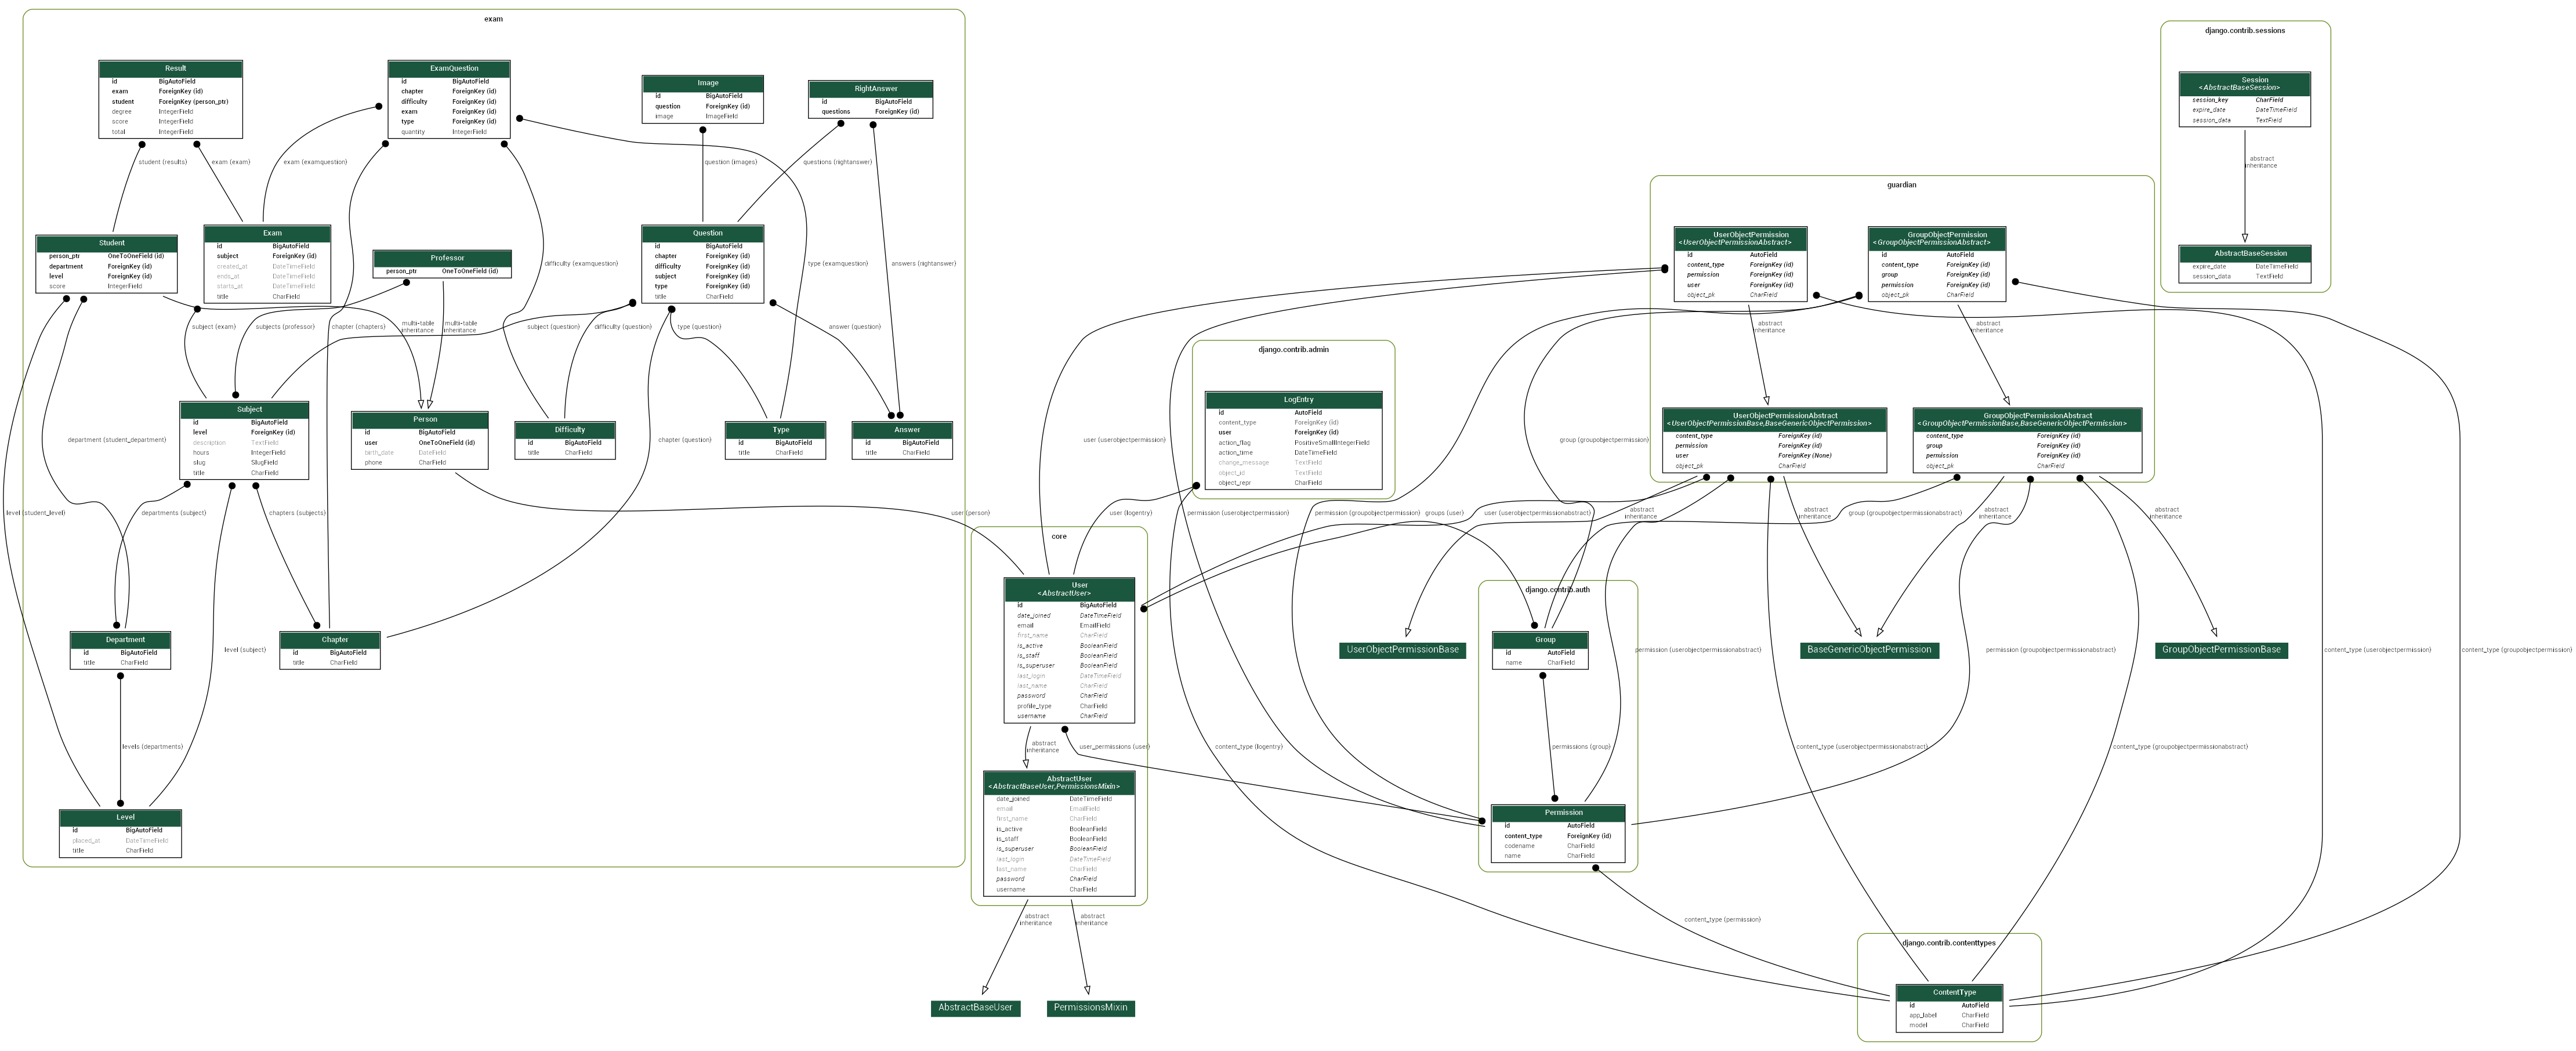 exam
Result
id BigAutoField
exam ForeignKey (id)
student ForeignKey (person_ptr)
degree IntegerField
score IntegerField
total IntegerField
ExamQuestion
id BigAutoField
chapter ForeignKey (id)
difficulty ForeignKey (id)
exam ForeignKey (id)
type ForeignKey (id)
quantity IntegerField
Image
id BigAutoField
question ForeignKey (id)
image ImageField
RightAnswer
id BigAutoField
questions ForeignKey (id)
student (results)
exam (exam)
exam (examquestion)
question (images)
questions (rightanswer)
Student
person_ptr OneToOneField (id)
department ForeignKey (id)
level ForeignKey (id)
score IntegerField
Exam
id BigAutoField
subject ForeignKey (id)
created_at DateTimeField
ends_at DateTimeField
starts_at DateTimeField
title CharField
Professor
person_ptr OneToOneField (id)
Question
id BigAutoField
chapter ForeignKey (id)
difficulty ForeignKey (id)
subject ForeignKey (id)
type ForeignKey (id)
title CharField
difficulty (examquestion)
type (examquestion)
answers (rightanswer)
subject (exam)
subjects (professor)
chapter (chapters)
multi-table
inheritance
multi-table
inheritance
subject (question)
difficulty (question)
type (question)
answer (question)
Subject
id BigAutoField
level ForeignKey (id)
description TextField
hours IntegerField
slug SlugField
title CharField
Person
id BigAutoField
user OneToOneField (id)
birth_date DateField
phone CharField
Difficulty
id BigAutoField
title CharField
Type
id BigAutoField
title CharField
Answer
id BigAutoField
title CharField
department (student_department)
chapter (question)
level (student_level)
departments (subject)
chapters (subjects)
user (person)
Department
id BigAutoField
title CharField
Chapter
id BigAutoField
title CharField
level (subject)
levels (departments)
Level
id BigAutoField
placed_at DateTimeField
title CharField
core
User
<AbstractUser>
id BigAutoField
date_joined DateTimeField
email EmailField
first_name CharField
is_active BooleanField
is_staff BooleanField
is_superuser BooleanField
last_login DateTimeField
last_name CharField
password CharField
profile_type CharField
username CharField
abstract
inheritance
user_permissions (user)
AbstractUser
<AbstractBaseUser,PermissionsMixin>
date_joined DateTimeField
email EmailField
first_name CharField
is_active BooleanField
is_staff BooleanField
is_superuser BooleanField
last_login DateTimeField
last_name CharField
password CharField
username CharField
abstract
inheritance
abstract
inheritance
AbstractBaseUser
PermissionsMixin
django.contrib.admin
LogEntry
id AutoField
content_type ForeignKey (id)
user ForeignKey (id)
action_flag PositiveSmallIntegerField
action_time DateTimeField
change_message TextField
object_id TextField
object_repr CharField
user (userobjectpermission)
group (groupobjectpermission)
user (logentry)
permission (userobjectpermission)
permission (groupobjectpermission)
groups (user)
user (userobjectpermissionabstract)
content_type (logentry)
django.contrib.sessions
Session
<AbstractBaseSession>
session_key CharField
expire_date DateTimeField
session_data TextField
abstract
inheritance
AbstractBaseSession
expire_date DateTimeField
session_data TextField
guardian
UserObjectPermission
<UserObjectPermissionAbstract>
id AutoField
content_type ForeignKey (id)
permission ForeignKey (id)
user ForeignKey (id)
object_pk CharField
GroupObjectPermission
<GroupObjectPermissionAbstract>
id AutoField
content_type ForeignKey (id)
group ForeignKey (id)
permission ForeignKey (id)
object_pk CharField
abstract
inheritance
abstract
inheritance
UserObjectPermissionAbstract
<UserObjectPermissionBase,BaseGenericObjectPermission>
content_type ForeignKey (id)
permission ForeignKey (id)
user ForeignKey (None)
object_pk CharField
GroupObjectPermissionAbstract
<GroupObjectPermissionBase,BaseGenericObjectPermission>
content_type ForeignKey (id)
group ForeignKey (id)
permission ForeignKey (id)
object_pk CharField
abstract
inheritance
abstract
inheritance
group (groupobjectpermissionabstract)
abstract
inheritance
abstract
inheritance
django.contrib.auth
Group
id AutoField
name CharField
UserObjectPermissionBase
BaseGenericObjectPermission
GroupObjectPermissionBase
permission (userobjectpermissionabstract)
permission (groupobjectpermissionabstract)
content_type (userobjectpermission)
content_type (groupobjectpermission)
permissions (group)
content_type (userobjectpermissionabstract)
content_type (groupobjectpermissionabstract)
Permission
id AutoField
content_type ForeignKey (id)
codename CharField
name CharField
content_type (permission)
django.contrib.contenttypes
ContentType
id AutoField
app_label CharField
model CharField